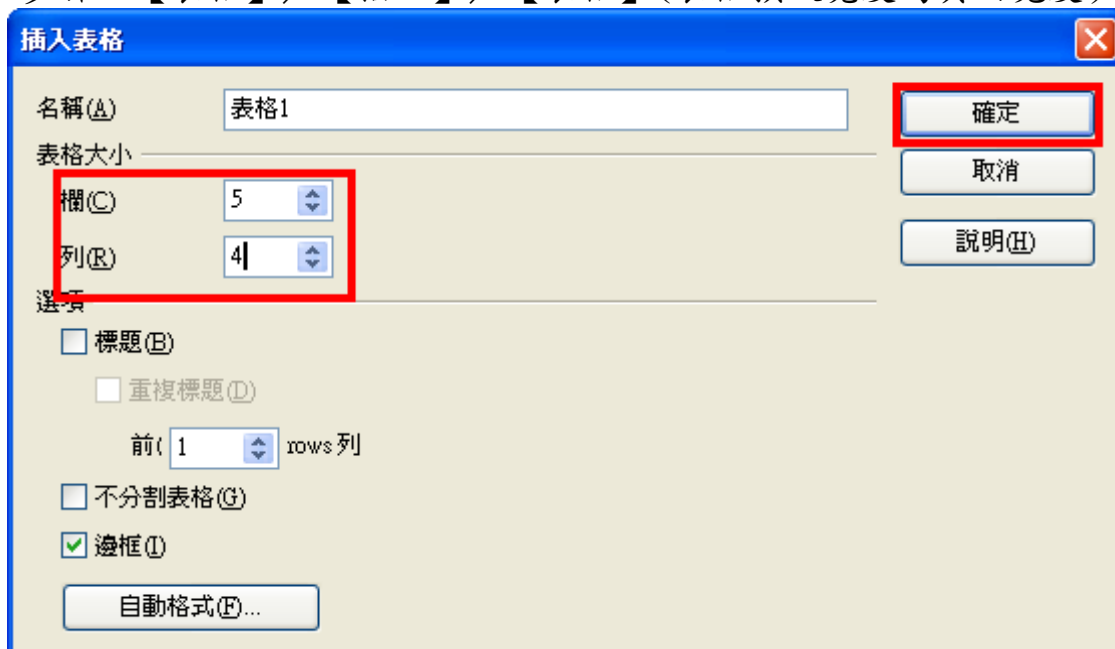 插入表格
名稱(A) 表格1 確定
表格大小 取消
欄(C) 5
列(R) 4 說明(H)
選項
標題(B)
重複標題(D)
前( 1 rows 列
不分割表格(G)
邊框(I)
自動格式(F)...